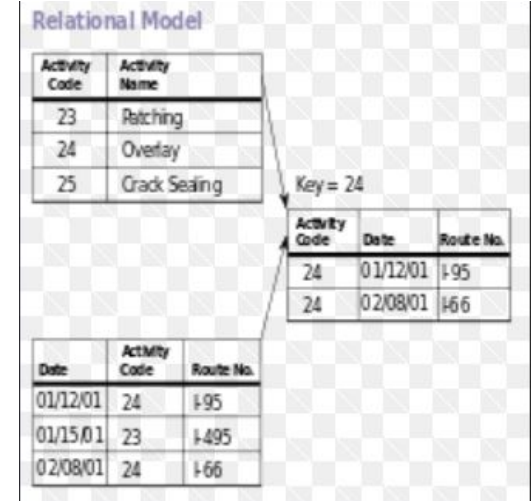 Relational Model
Activity Code Activity Name
23 Patching
24 Overlay
25 Crack Sealing
Key = 24
Activity Code Date Route No.
24 01/12/01 I-95
24 02/08/01 I-66
Date Activity Code Route No.
01/12/01 24 I-95
01/15/01 23 I-495
02/08/01 24 I-66